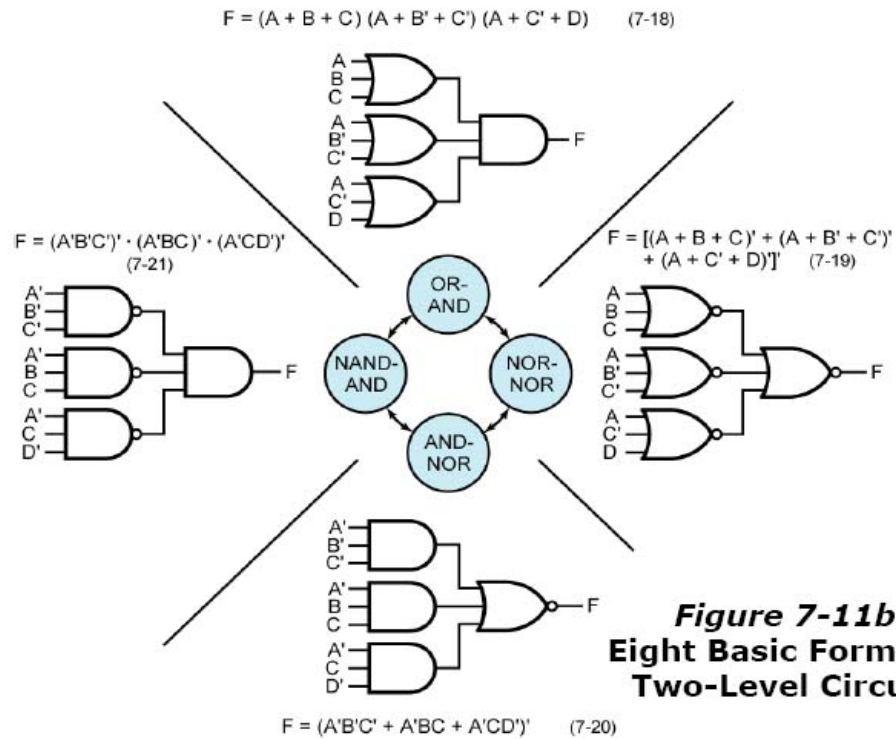 F = (A + B + C) (A + B' + C') (A + C' + D) (7-18)
A
B
C
A
B'
C'
A
C'
D
F
F = (A'B'C')' · (A'BC)' · (A'CD')'
(7-21)
A'
B'
C'
A'
B
C
A'
C
D'
F
OR-
AND
NAND-
AND
NOR-
NOR
AND-
NOR
F = [(A + B + C)' + (A + B' + C')'
+ (A + C' + D)']' (7-19)
A
B
C
A
B'
C'
A
C'
D
F
A'
B'
C'
A'
B
C
A'
C
D'
F
F = (A'B'C' + A'BC + A'CD')' (7-20)
Figure 7-11b
Eight Basic Form
Two-Level Circu